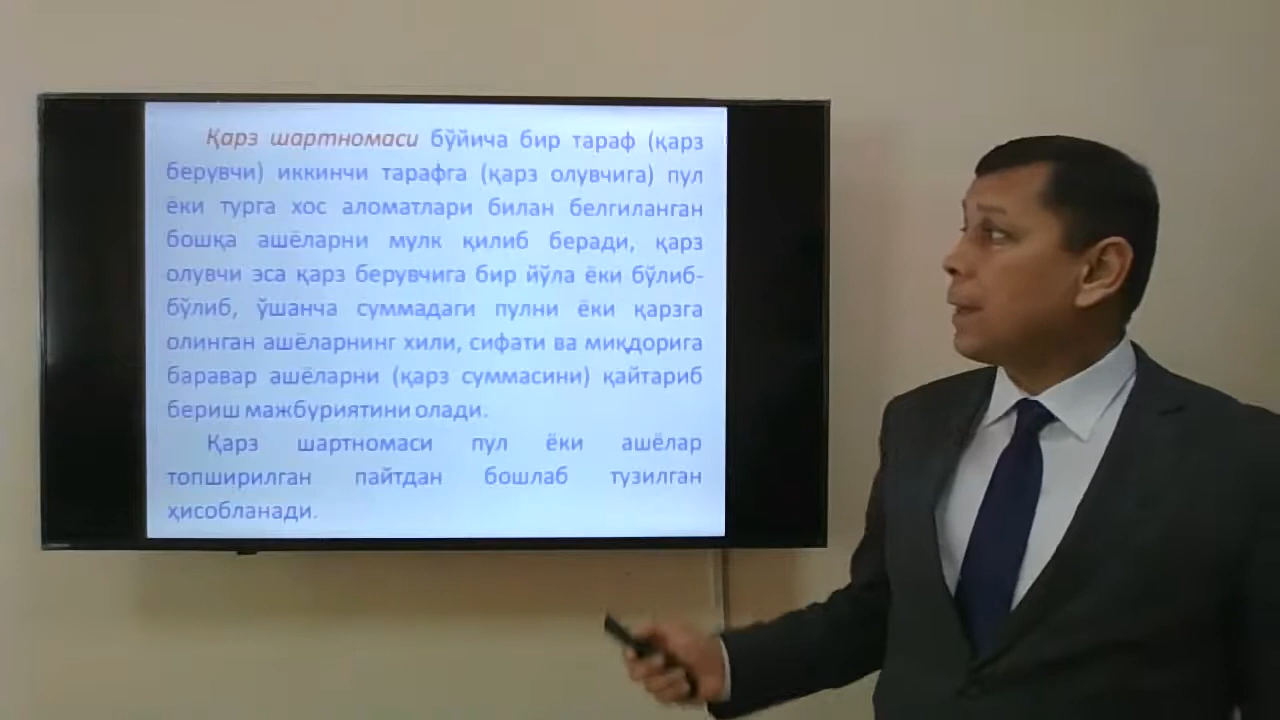 Қарз шартномаси бўйича бир тараф (қарз
берувчи) иккинчи тарафга (қарз олувчига) пул
ёки турга хос аломатлари билан белгиланган
бошқа ашёларни мулк қилиб беради, қарз
олувчи эса қарз берувчига бир йўла ёки бўлиб-
бўлиб, ўшанча суммадаги пулни ёки қарзга
олинган ашёларнинг хили, сифати ва миқдорига
баравар ашёларни (қарз суммасини) қайтариб
бериш мажбуриятини олади.
Қарз шартномаси пул ёки ашёлар
топширилган пайтдан бошлаб тузилган
ҳисобланади.